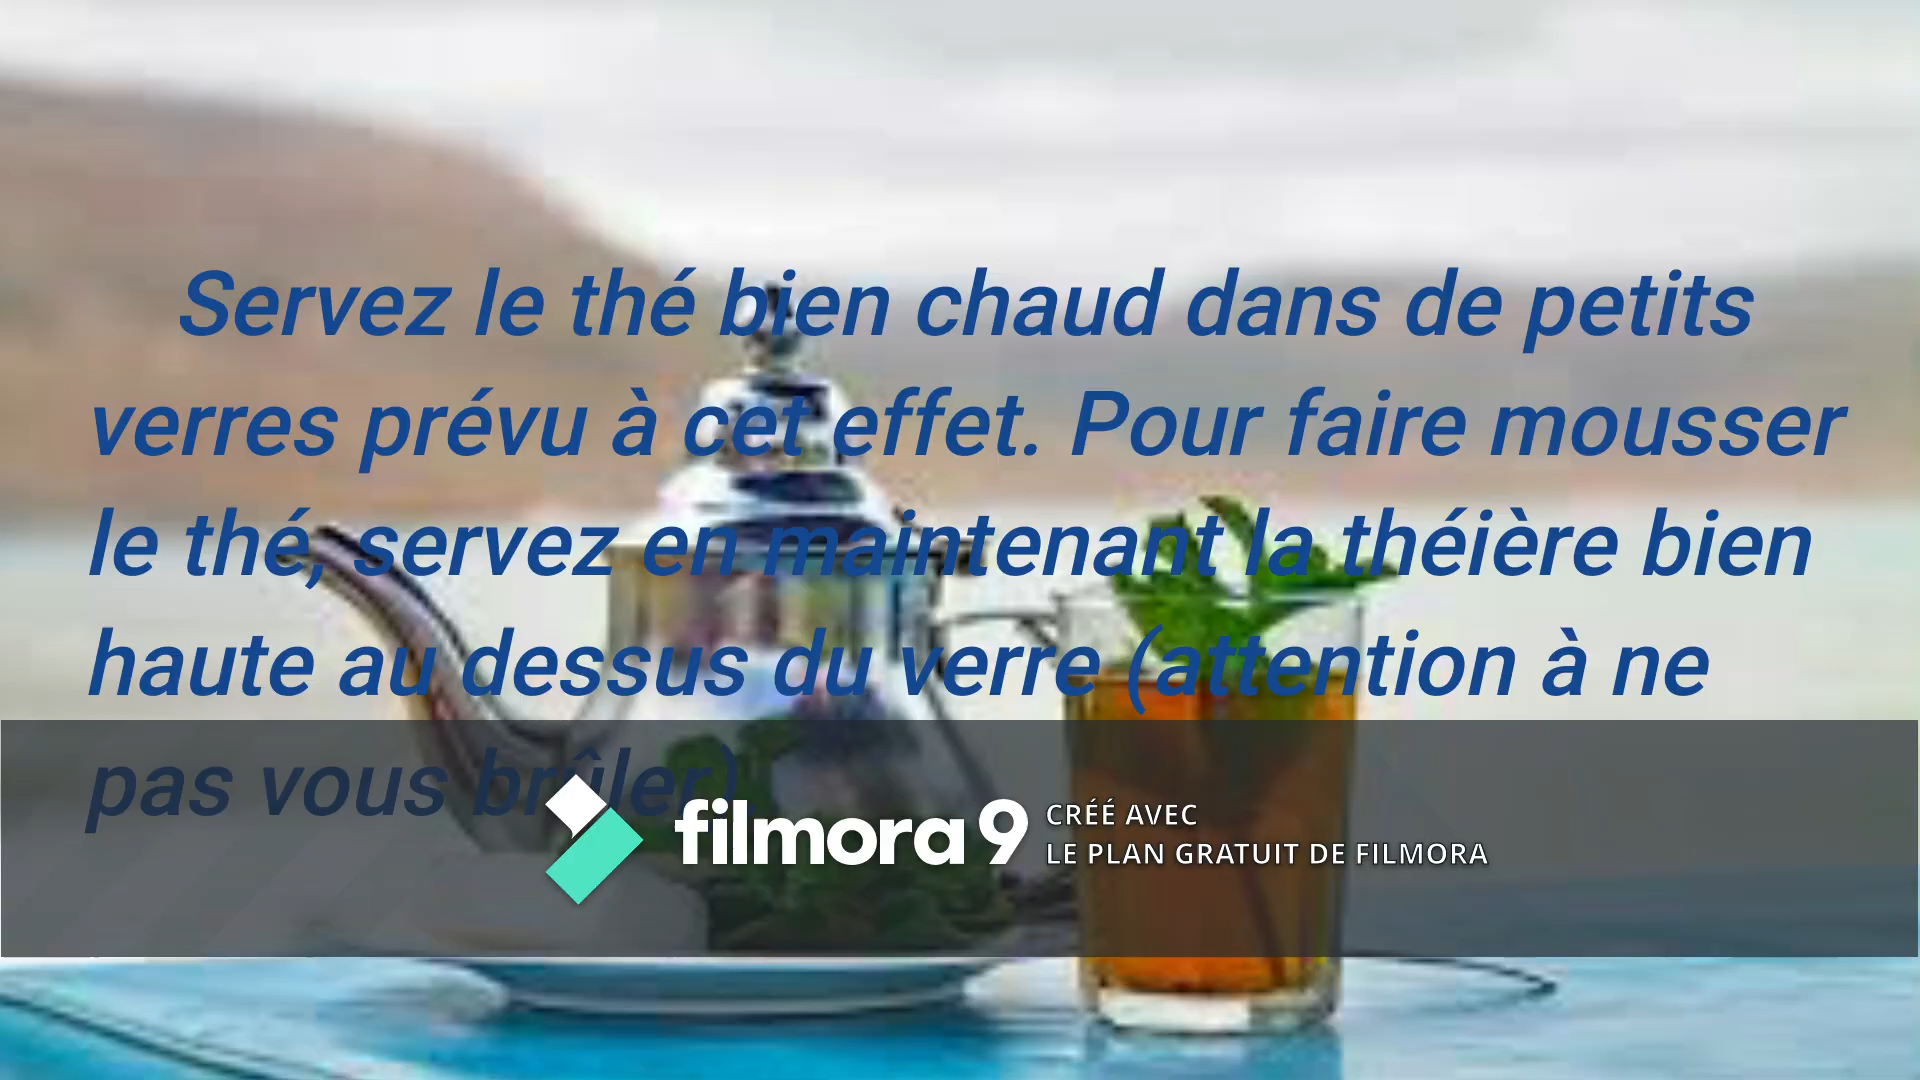 Servez le thé bien chaud dans de petits
verres prévu à cet effet. Pour faire mousser
le thé, servez en maintenant la théière bien
haute au dessus du verre (attention à ne
pas vous brûler)
filmora 9
CRÉÉ AVEC
LE PLAN GRATUIT DE FILMORA